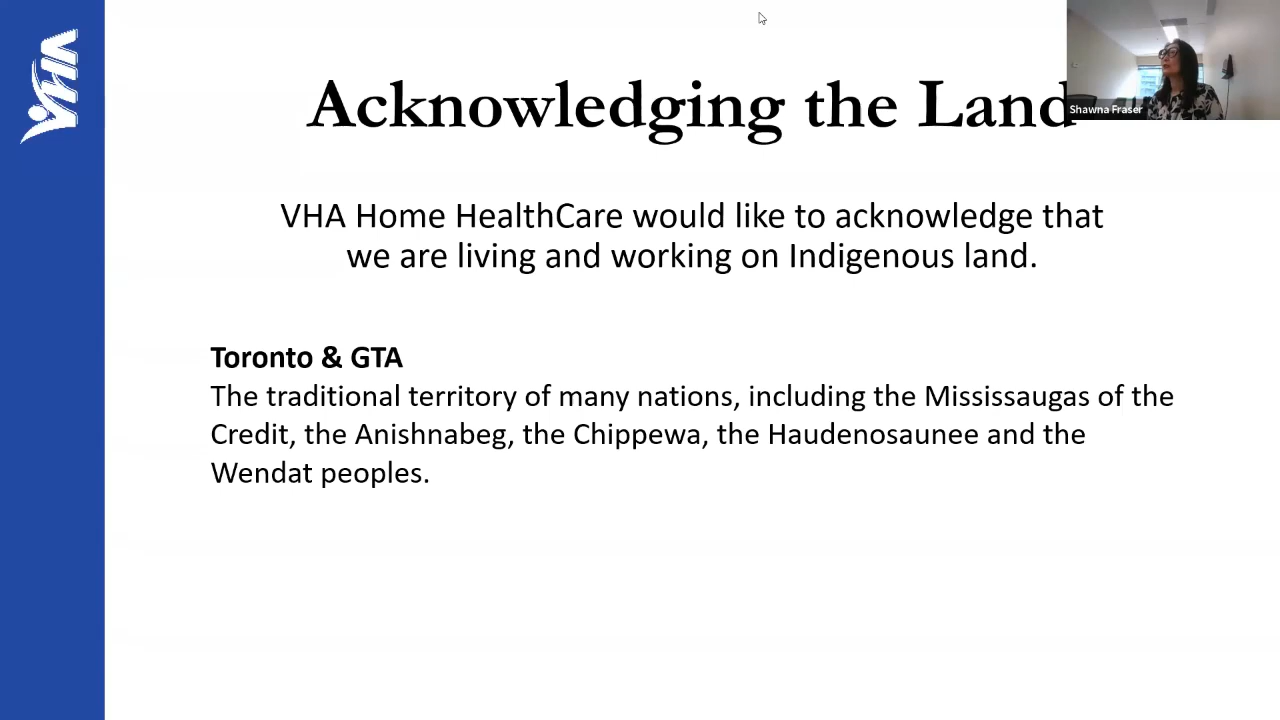 VHA
Acknowledging the Land
Shawna Fraser
VHA Home HealthCare would like to acknowledge that
we are living and working on Indigenous land.
Toronto & GTA
The traditional territory of many nations, including the Mississaugas of the
Credit, the Anishnabeg, the Chippewa, the Haudenosaunee and the
Wendat peoples.